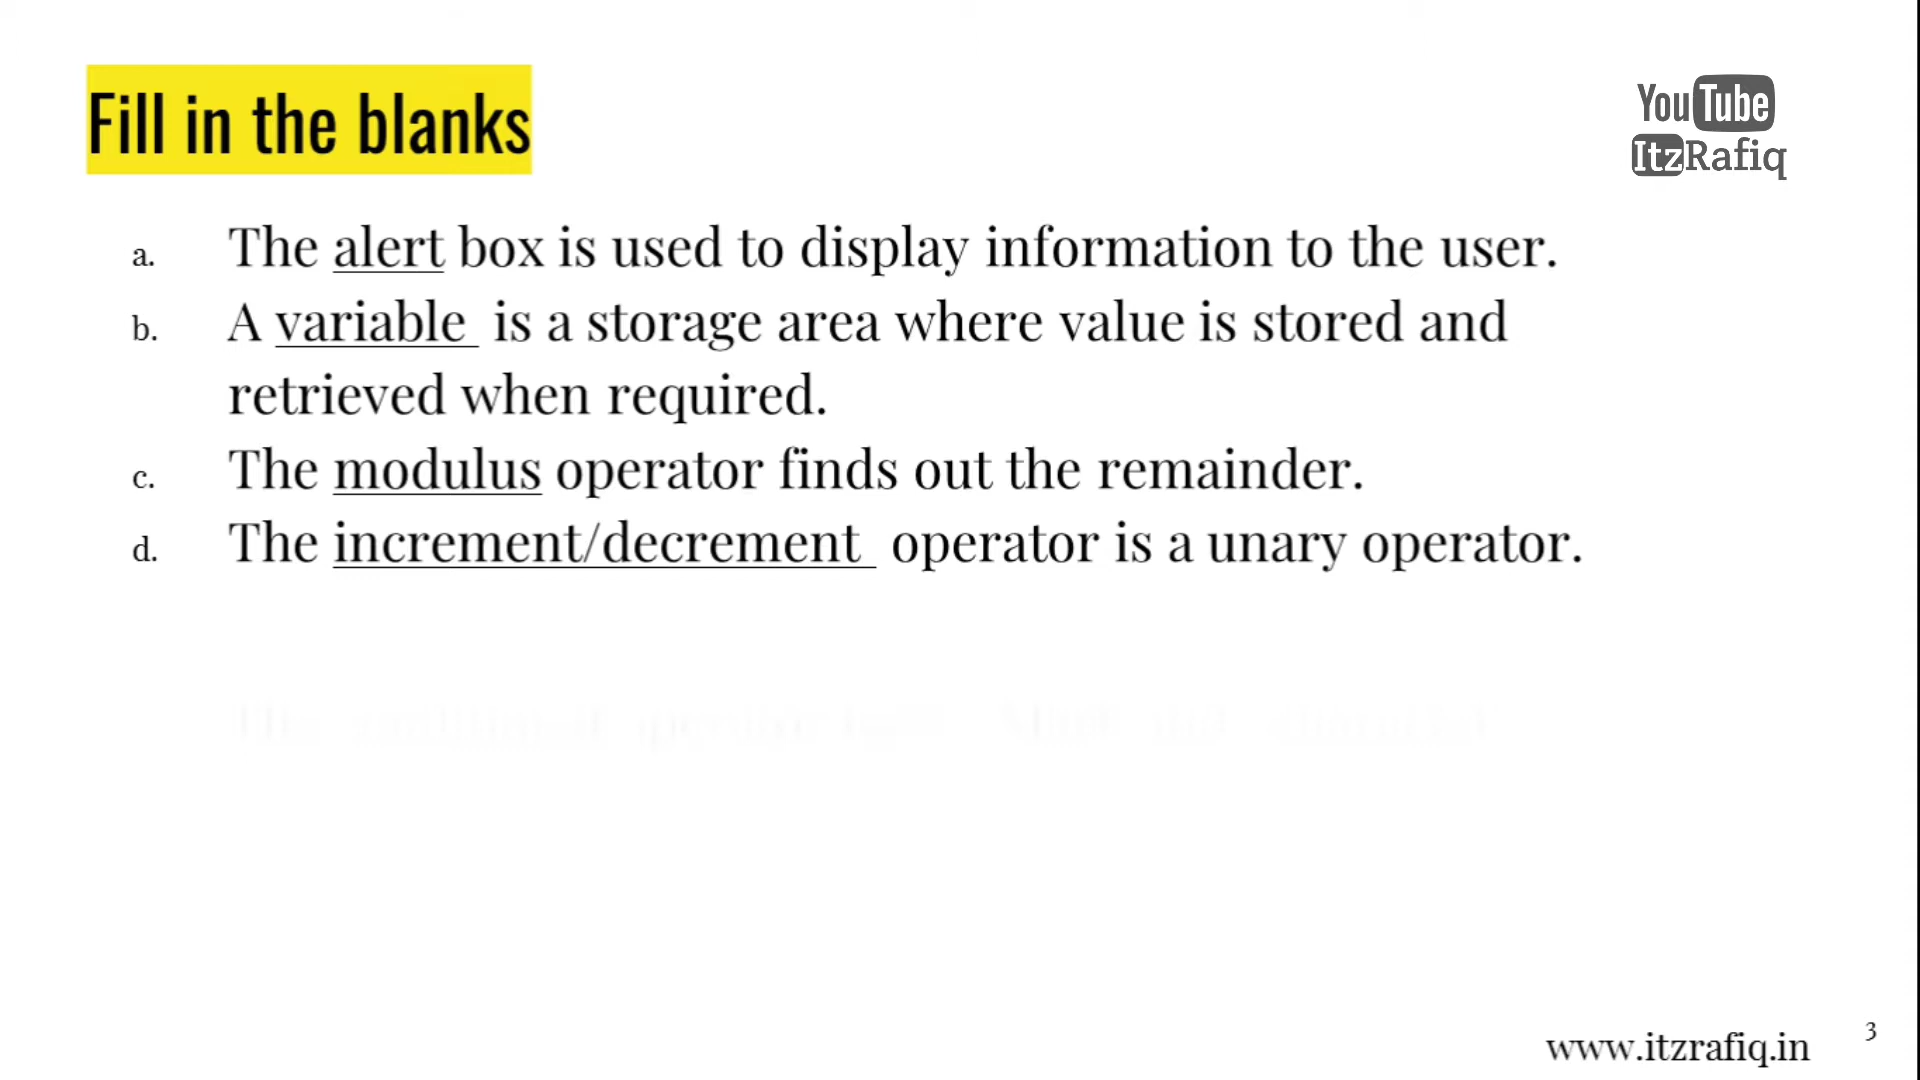 Fill in the blanks
YouTube
ItzRafiq
a. The alert box is used to display information to the user.
b. A variable is a storage area where value is stored and
retrieved when required.
c. The modulus operator finds out the remainder.
d. The increment/decrement operator is a unary operator.
www.itzrafiq.in
3